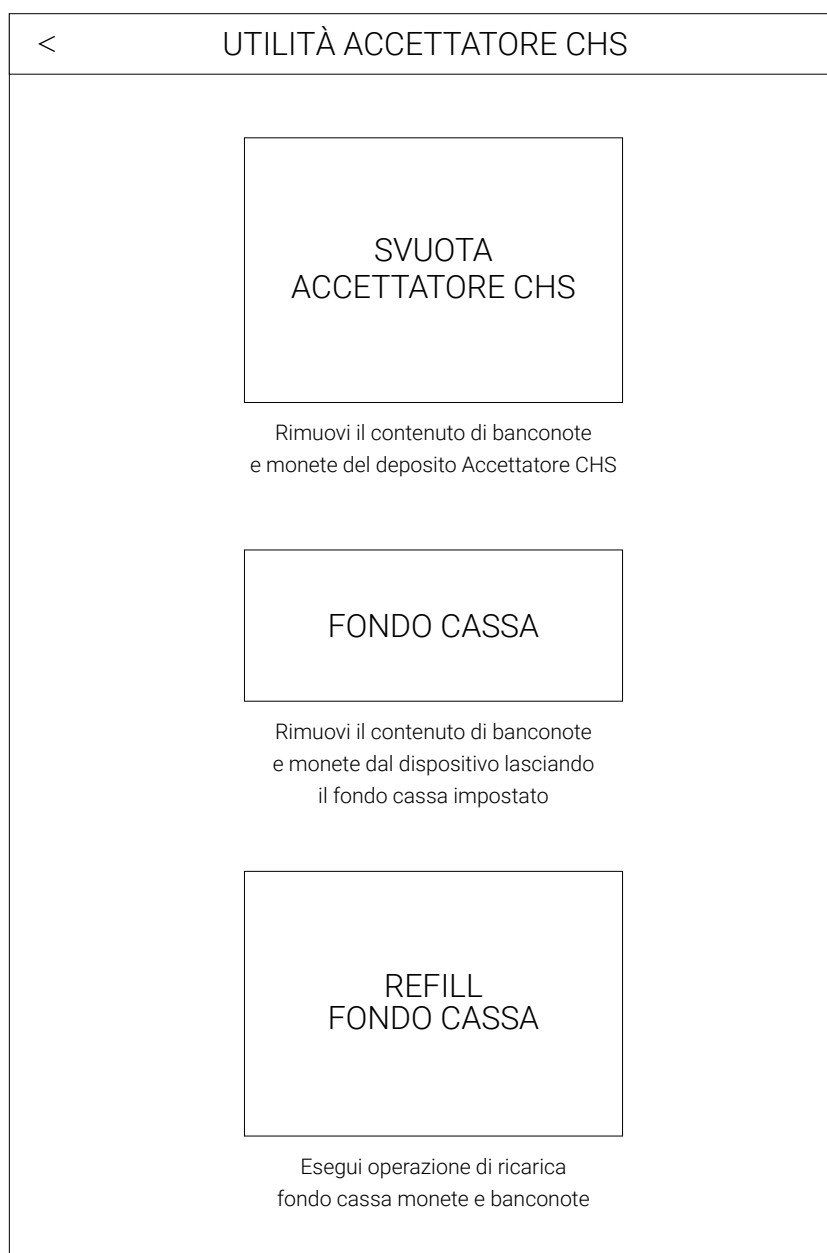 < UTILITÀ ACCETTATORE CHS
SVUOTA
ACCETTATORE CHS
Rimuovi il contenuto di banconote
e monete del deposito Accettatore CHS
FONDO CASSA
Rimuovi il contenuto di banconote
e monete dal dispositivo lasciando
il fondo cassa impostato
REFILL
FONDO CASSA
Esegui operazione di ricarica
fondo cassa monete e banconote